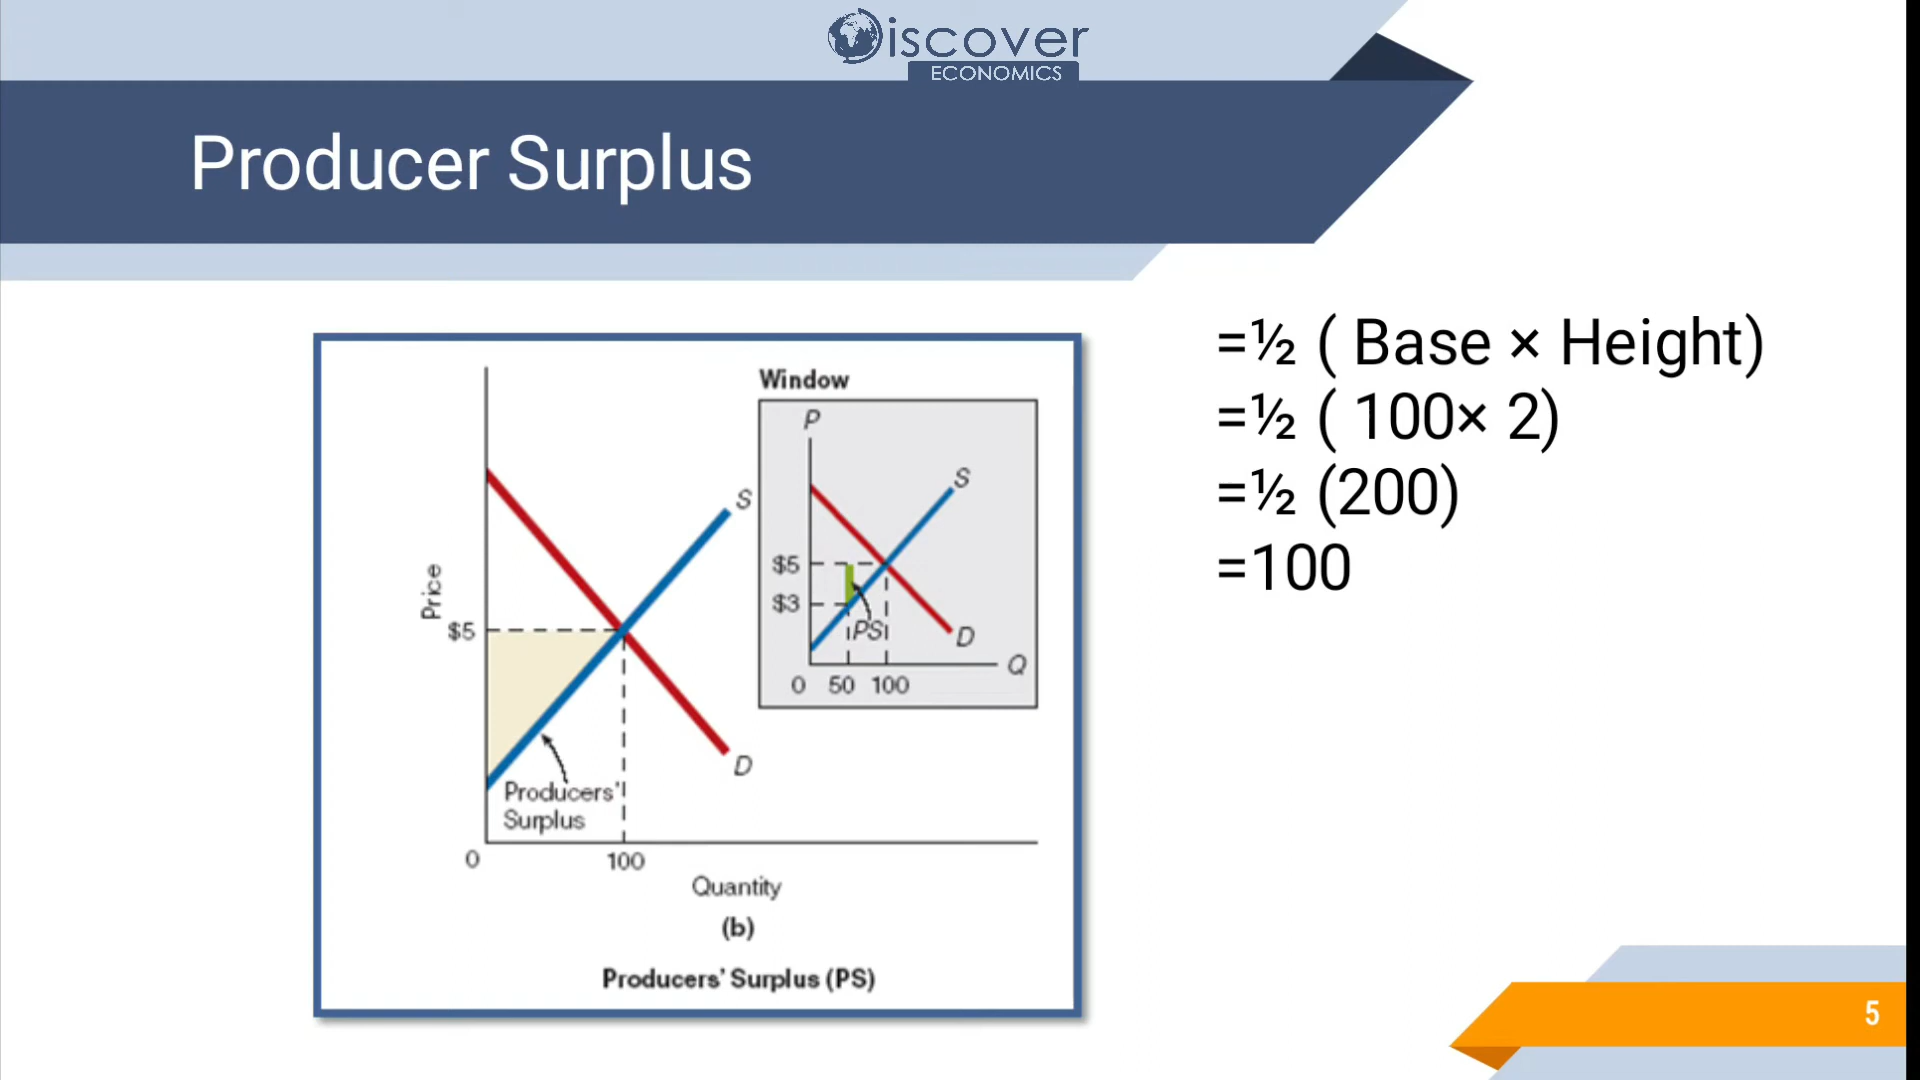 Discover
ECONOMICS
Producer Surplus
=½ ( Base × Height)
=½ ( 100× 2)
=½ (200)
=100
Window
P
S
$5
$3
PS
D
Q
0 50 100
S
Price
$5
D
Producers'
Surplus
0 100
Quantity
(b)
Producers' Surplus (PS)
5